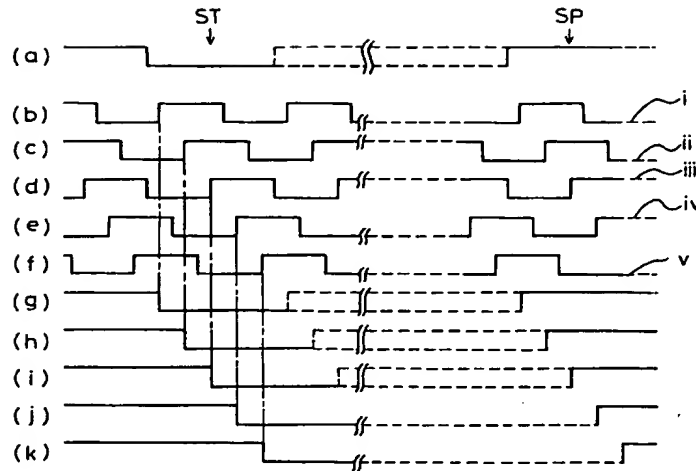 ST SP
(a)
(b) i
(c) ii
(d) iii
(e) iv
(f) v
(g)
(h)
(i)
(j)
(k)